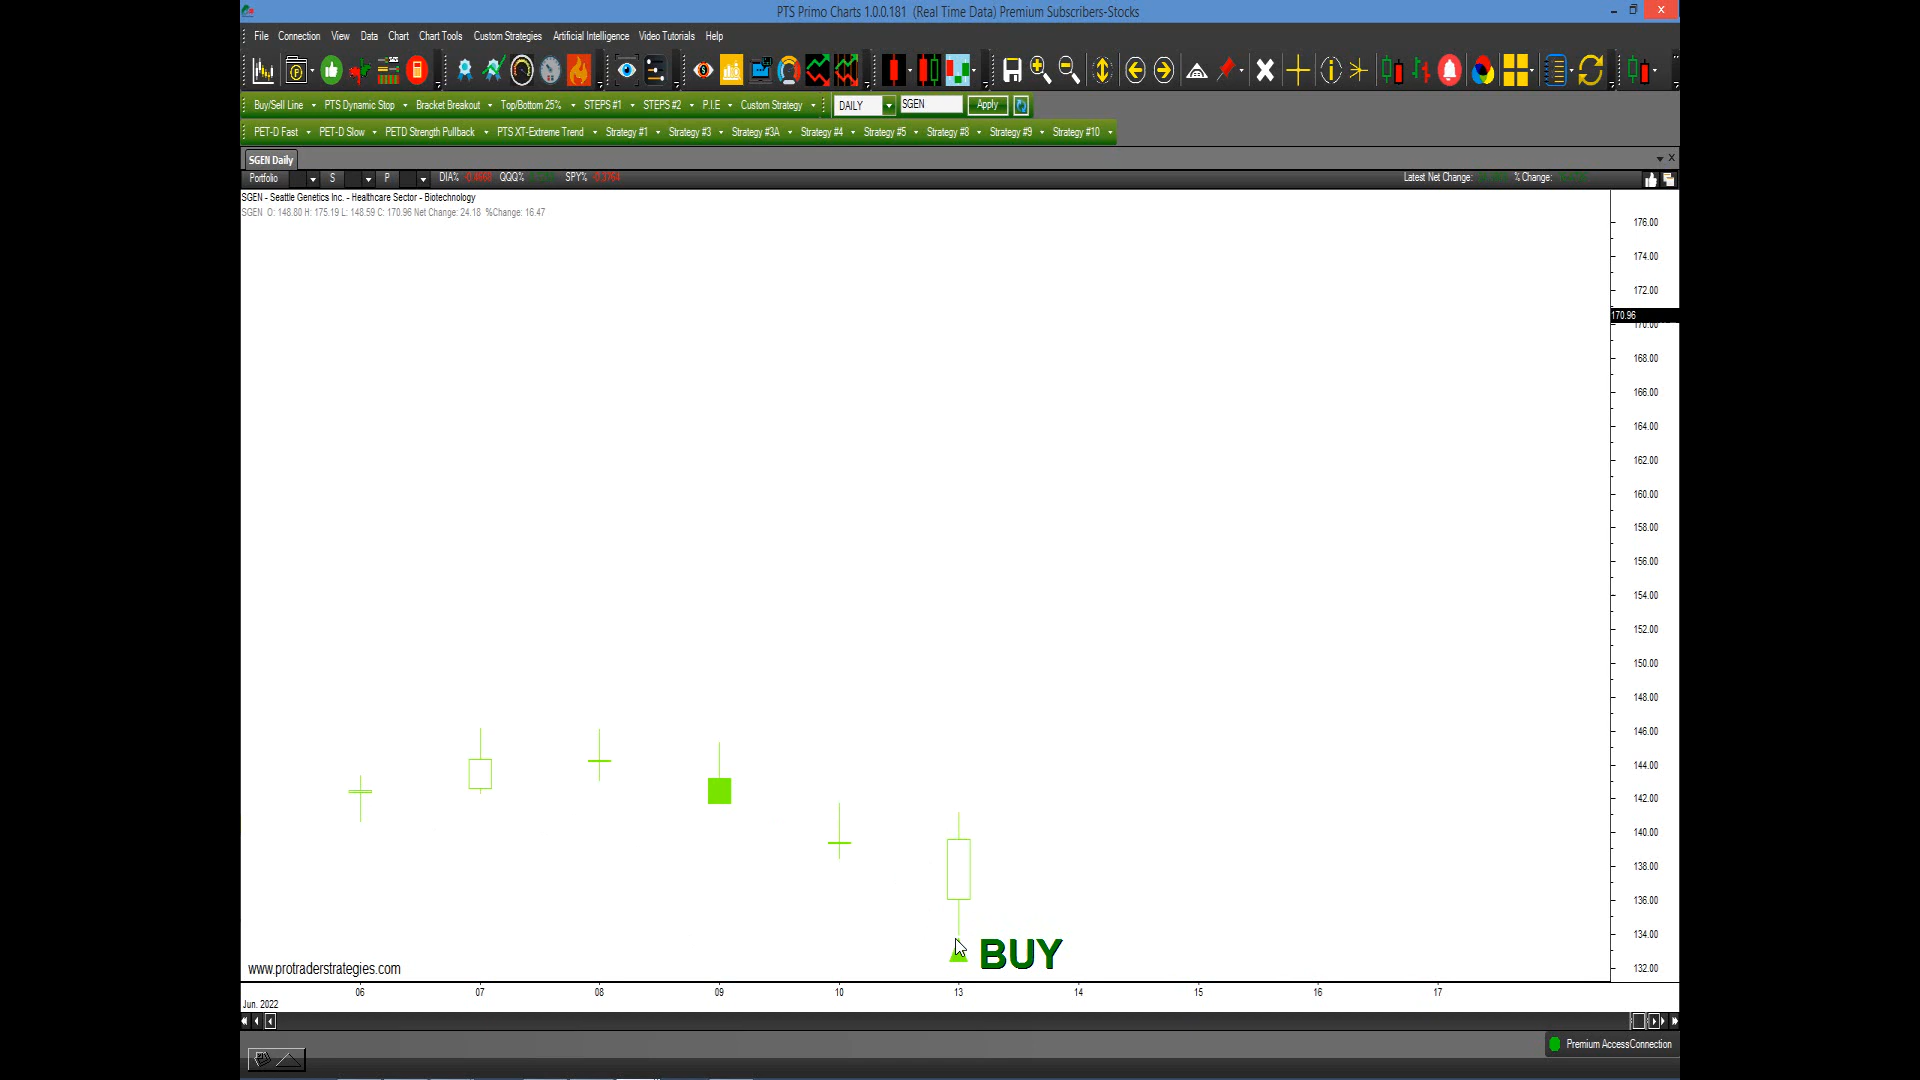 PTS Primo Charts 1.0.0.181 (Real Time Data) Premium Subscribers-Stocks
File Connection View Data Chart Chart Tools Custom Strategies Artificial Intelligence Video Tutorials Help
Buy/Sell Line PTS Dynamic Stop Bracket Breakout Top/Bottom 25% STEPS #1 STEPS #2 P.I.E Custom Strategy DAILY SGEN Apply
PET-D Fast PET-D Slow PETD Strength Pullback PTS XT-Extreme Trend Strategy #1 Strategy #3 Strategy #3A Strategy #4 Strategy #5 Strategy #8 Strategy #9 Strategy #10
SGEN Daily
Portfolio S P DIA% QQQ% SPY% Latest Net Change: % Change:
SGEN - Seattle Genetics Inc. - Healthcare Sector - Biotechnology
SGEN O: 148.80 H: 175.19 L: 148.59 C: 170.96 Net Change: 24.18 %Change: 16.47
176.00
174.00
172.00
170.96
170.00
168.00
166.00
164.00
162.00
160.00
158.00
156.00
154.00
152.00
150.00
148.00
146.00
144.00
142.00
140.00
138.00
136.00
134.00
132.00
BUY
www.protraderstrategies.com
06 07 08 09 10 13 14 15 16 17
Jun. 2022
Premium AccessConnection